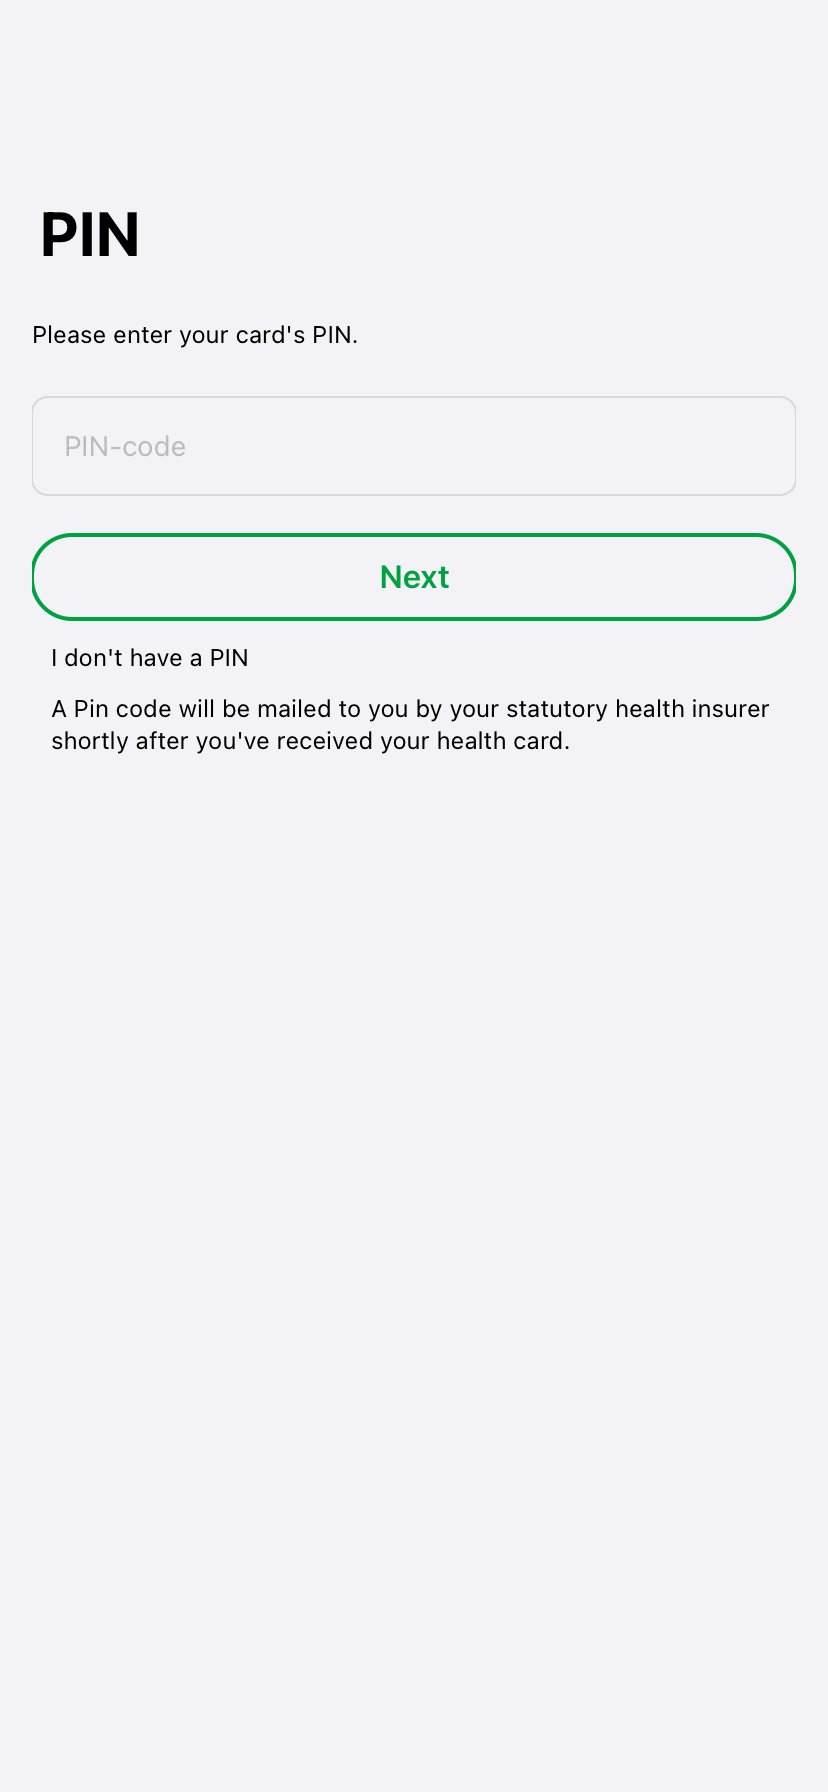 PIN
Please enter your card's PIN.
PIN-code
Next
I don't have a PIN
A Pin code will be mailed to you by your statutory health insurer
shortly after you've received your health card.